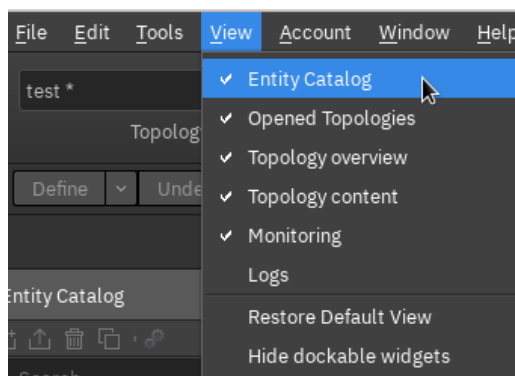 File Edit Tools View Account Window Help
test *
Entity Catalog
Opened Topologies
Topology overview
Topology content
Monitoring
Logs
Restore Default View
Hide dockable widgets
Define
Entity Catalog